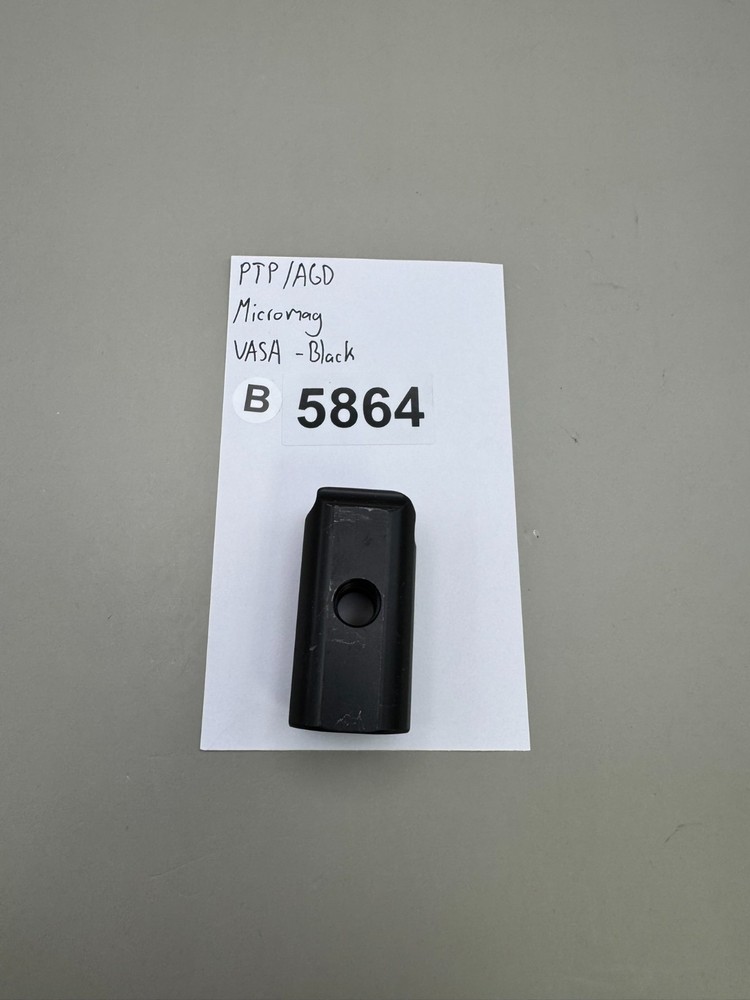 PTP/AGD
Micromag
VASA - Black
B 5864